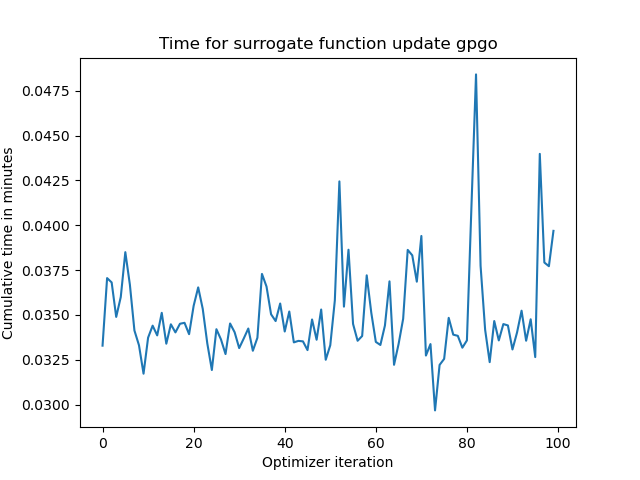 Time for surrogate function update gpgo
Cumulative time in minutes
0.0475
0.0450
0.0425
0.0400
0.0375
0.0350
0.0325
0.0300
0 20 40 60 80 100
Optimizer iteration